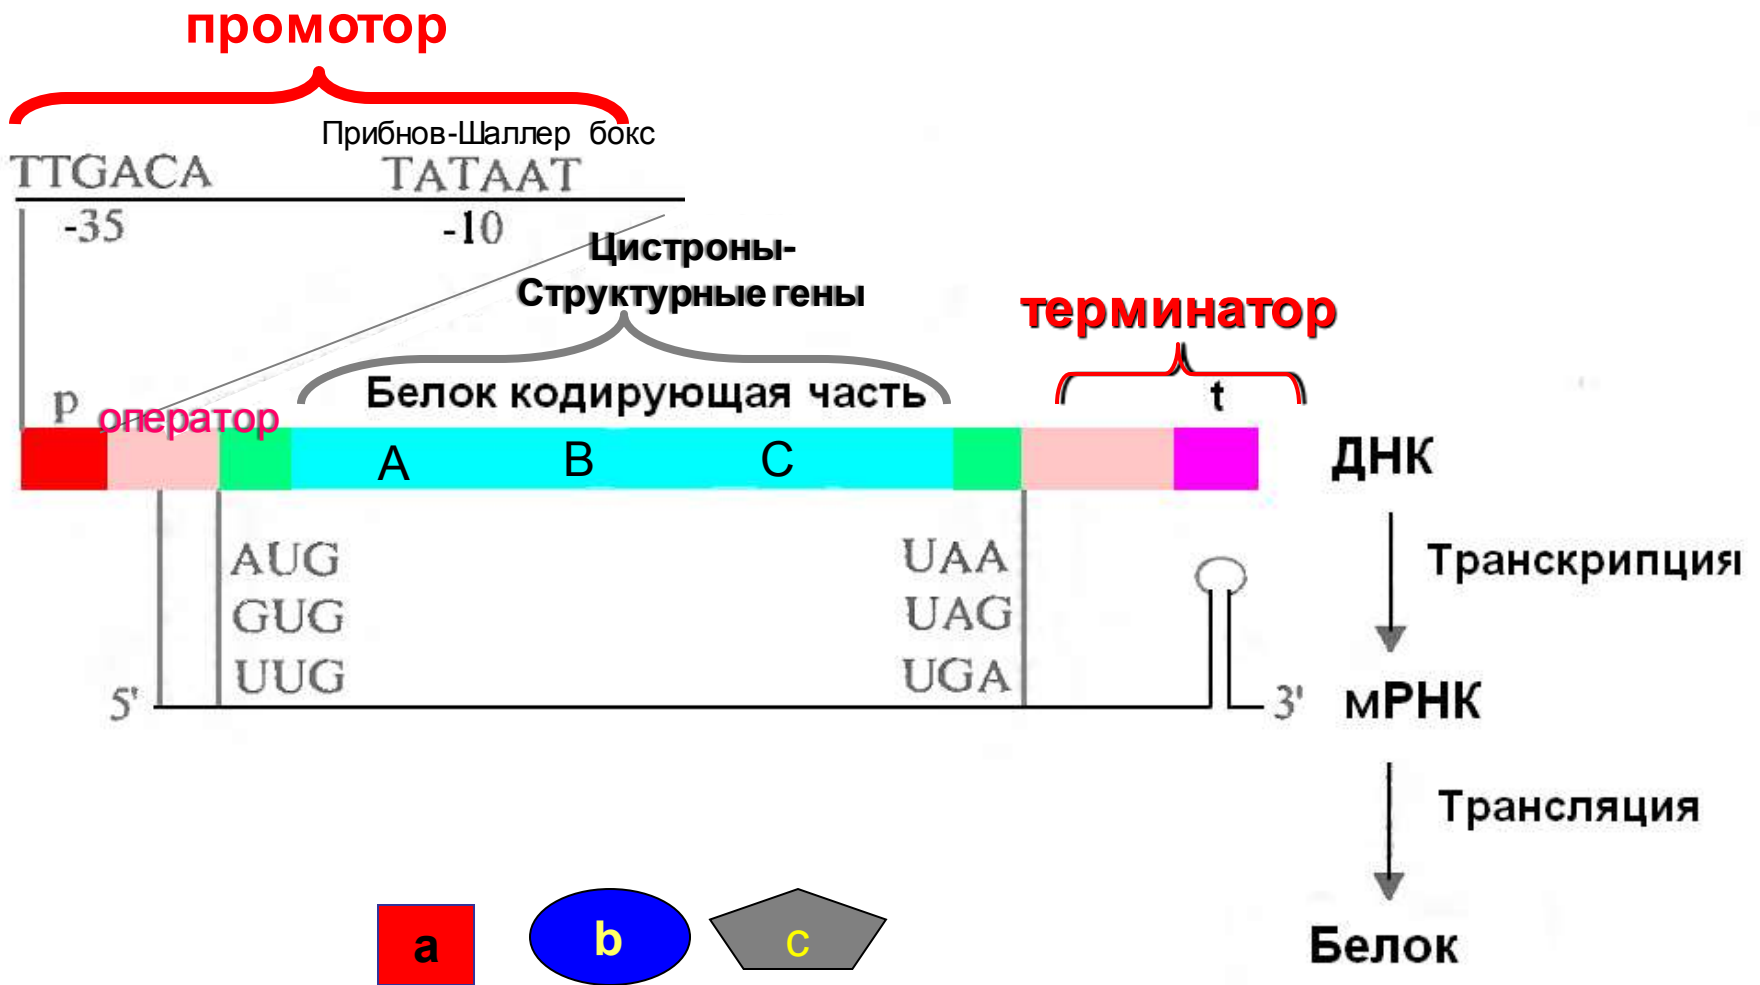 промотор
Прибнов-Шаллер бокс
TTGACA TATAAT
-35 -10
Цистроны-
Структурные гены
терминатор
p оператор Белок кодирующая часть t
A B C ДНК
AUG UAA Транскрипция
GUG UAG
UUG UGA
5' 3' мРНК
Трансляция
a b c Белок